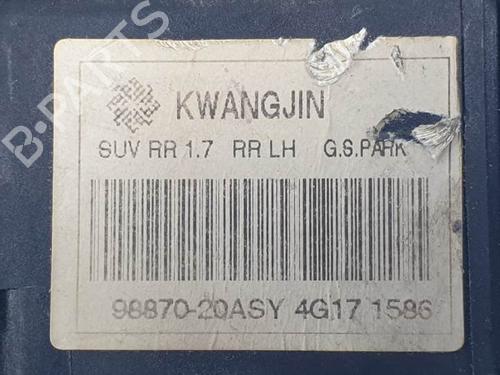 B-PARTS
KWANGJIN
SUV RR 1.7 RR LH G.S.PARK
98870-20ASY 4G17 1586